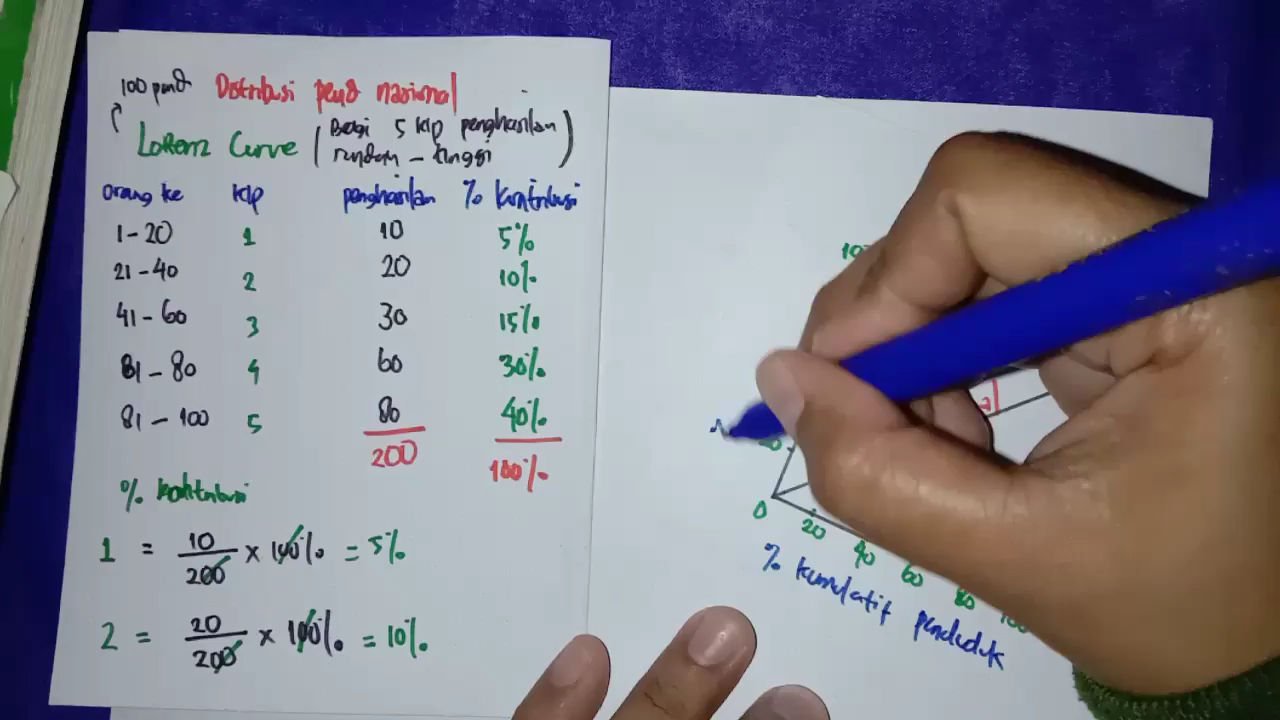 100 pend Distribusi pend nasional
Lorenz Curve (Bagi 5 klp penghasilan
rendah - tinggi)
orang ke klp penghasilan % kontribusi
1-20 1 10 5%
21-40 2 20 10%
41-60 3 30 15%
81-80 4 60 30%
81-100 5 80 40%
200 100%
% kontribusi
1 = 10/200 x 100% = 5%
2 = 20/200 x 100% = 10%
20
0 20 40 60 80 100
% kumulatif penduduk